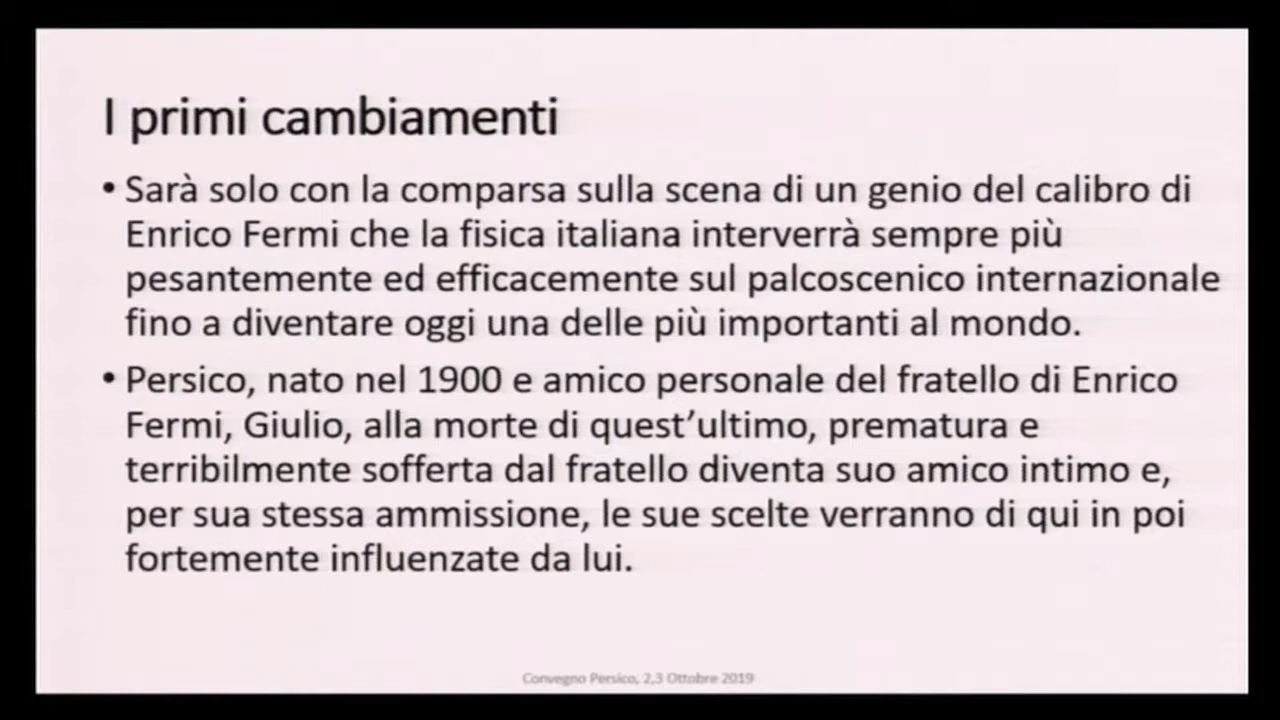 I primi cambiamenti
• Sarà solo con la comparsa sulla scena di un genio del calibro di
Enrico Fermi che la fisica italiana interverrà sempre più
pesantemente ed efficacemente sul palcoscenico internazionale
fino a diventare oggi una delle più importanti al mondo.
• Persico, nato nel 1900 e amico personale del fratello di Enrico
Fermi, Giulio, alla morte di quest’ultimo, prematura e
terribilmente sofferta dal fratello diventa suo amico intimo e,
per sua stessa ammissione, le sue scelte verranno di qui in poi
fortemente influenzate da lui.
Convegno Persico, 2,3 Ottobre 2019